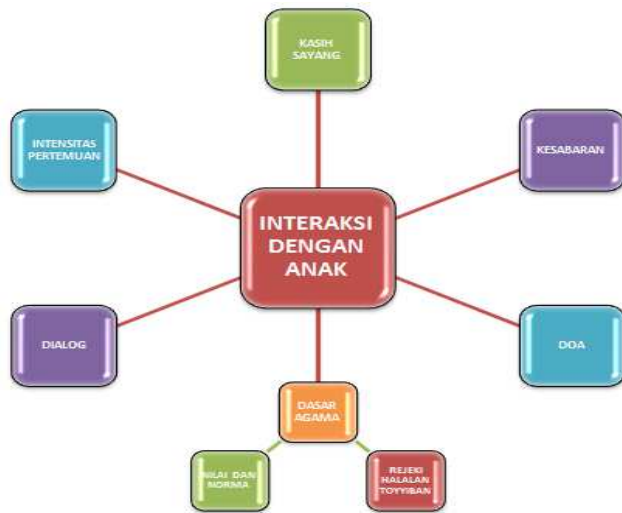 KASIH
SAYANG
INTENSITAS
PERTEMUAN
KESABARAN
INTERAKSI
DENGAN
ANAK
DIALOG
DOA
DASAR
AGAMA
NILAI DAN
NORMA
REJEKI
HALALAN
TOYYIBAN